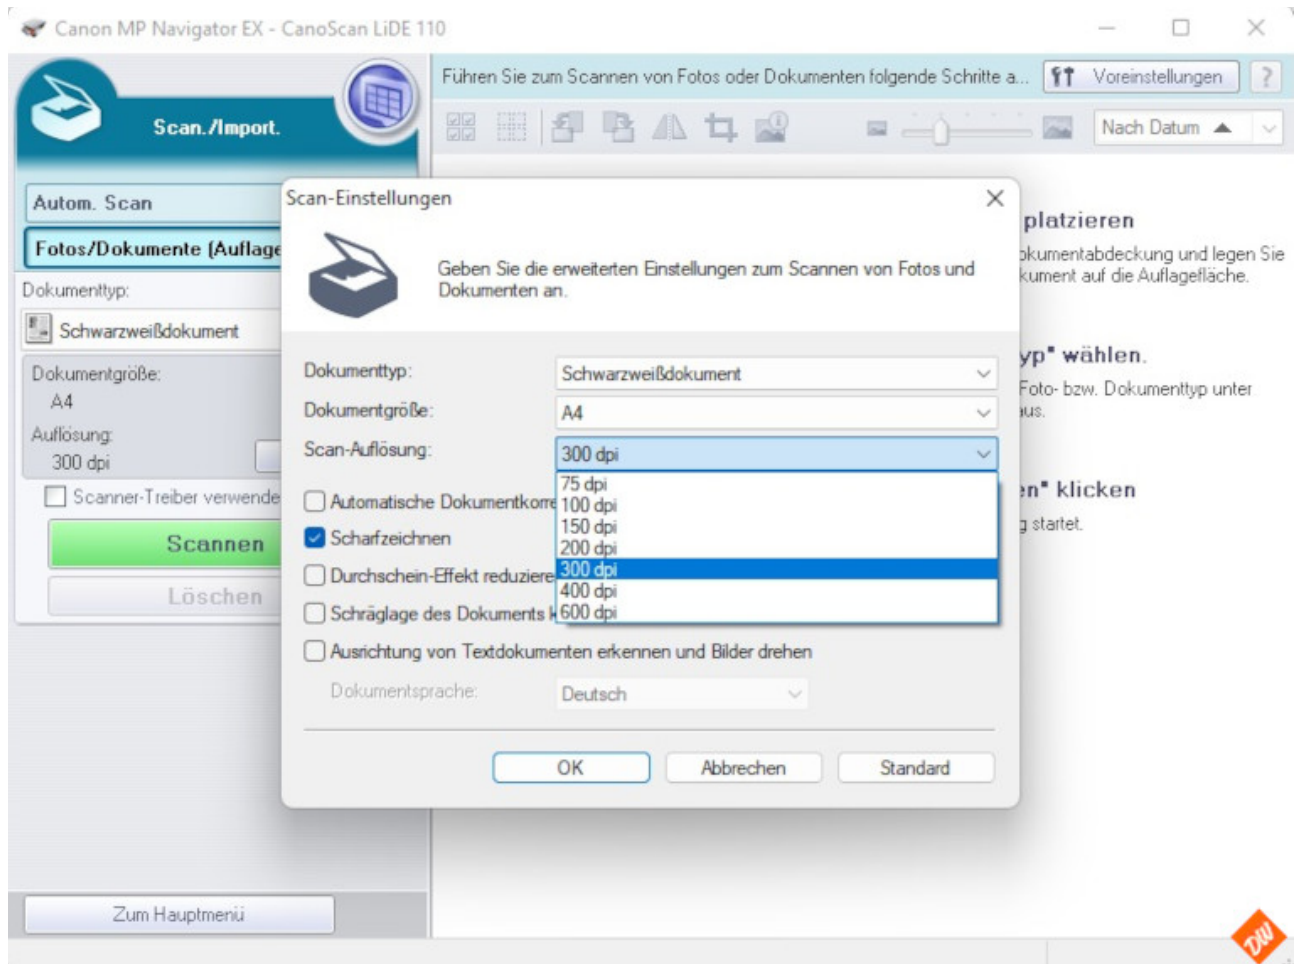 Canon MP Navigator EX - CanoScan LiDE 110
Scan./Import.
Führen Sie zum Scannen von Fotos oder Dokumenten folgende Schritte a...
Voreinstellungen
?
Nach Datum
Autom. Scan
Fotos/Dokumente (Auflage
Dokumenttyp:
Schwarzweißdokument
Dokumentgröße:
A4
Auflösung:
300 dpi
Scanner-Treiber verwende
Scannen
Löschen
Zum Hauptmenü
Scan-Einstellungen
Geben Sie die erweiterten Einstellungen zum Scannen von Fotos und
Dokumenten an.
Dokumenttyp:
Schwarzweißdokument
Dokumentgröße:
A4
Scan-Auflösung:
300 dpi
75 dpi
100 dpi
150 dpi
200 dpi
300 dpi
400 dpi
600 dpi
Automatische Dokumentkorre
Scharfzeichnen
Durchschein-Effekt reduziere
Schräglage des Dokuments k
Ausrichtung von Textdokumenten erkennen und Bilder drehen
Dokumentsprache:
Deutsch
OK
Abbrechen
Standard
platzieren
okumentabdeckung und legen Sie
kument auf die Auflagefläche.
yp" wählen.
Foto- bzw. Dokumenttyp unter
us.
en" klicken
g startet.
DW